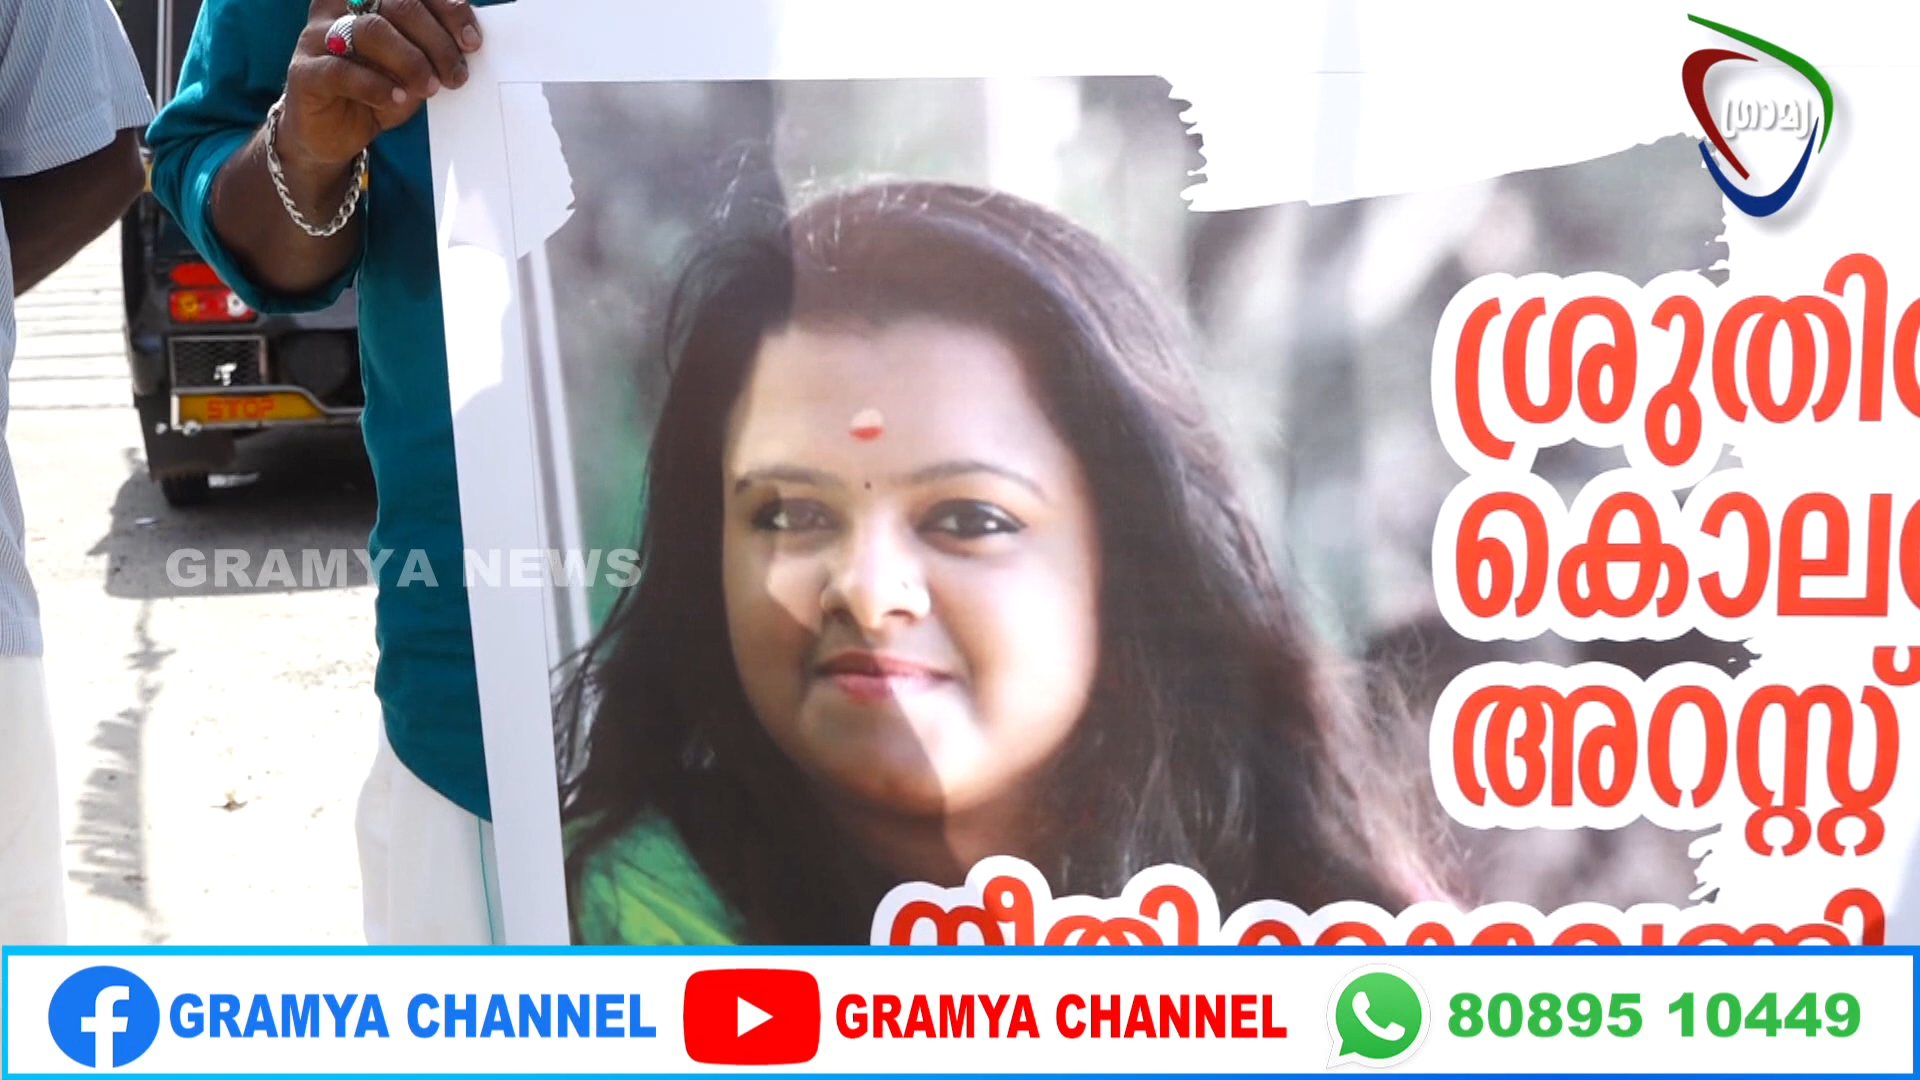 ഗ്രാമ്യ
ശ്രുതി
കൊല
STOP
GRAMYA NEWS
അറസ്റ്റ്
GRAMYA CHANNEL GRAMYA CHANNEL 80895 10449